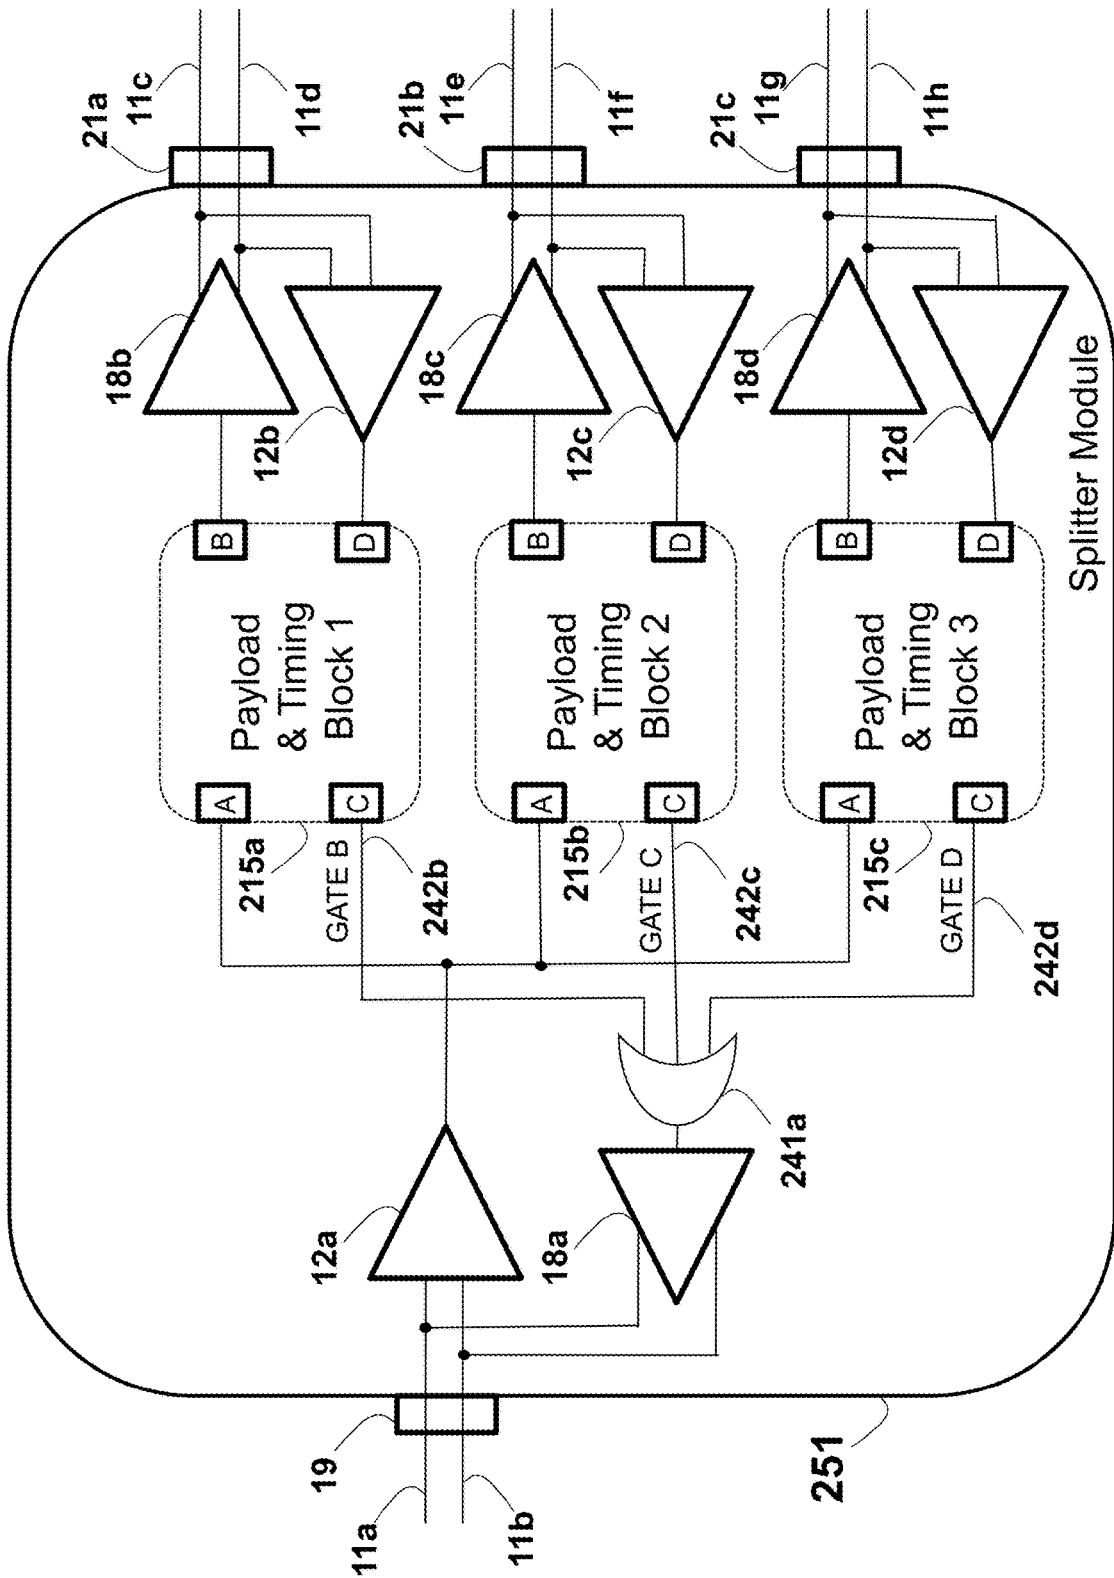 21a
11c
11d
21b
11e
11f
21c
11g
11h
18b
12b
18c
12c
18d
12d
Splitter Module
B
D
B
D
B
D
Payload
& Timing
Block 1
Payload
& Timing
Block 2
Payload
& Timing
Block 3
A
C
A
C
A
C
215a
GATE B
242b
215b
GATE C
242c
215c
GATE D
242d
12a
18a
241a
19
11a
11b
251